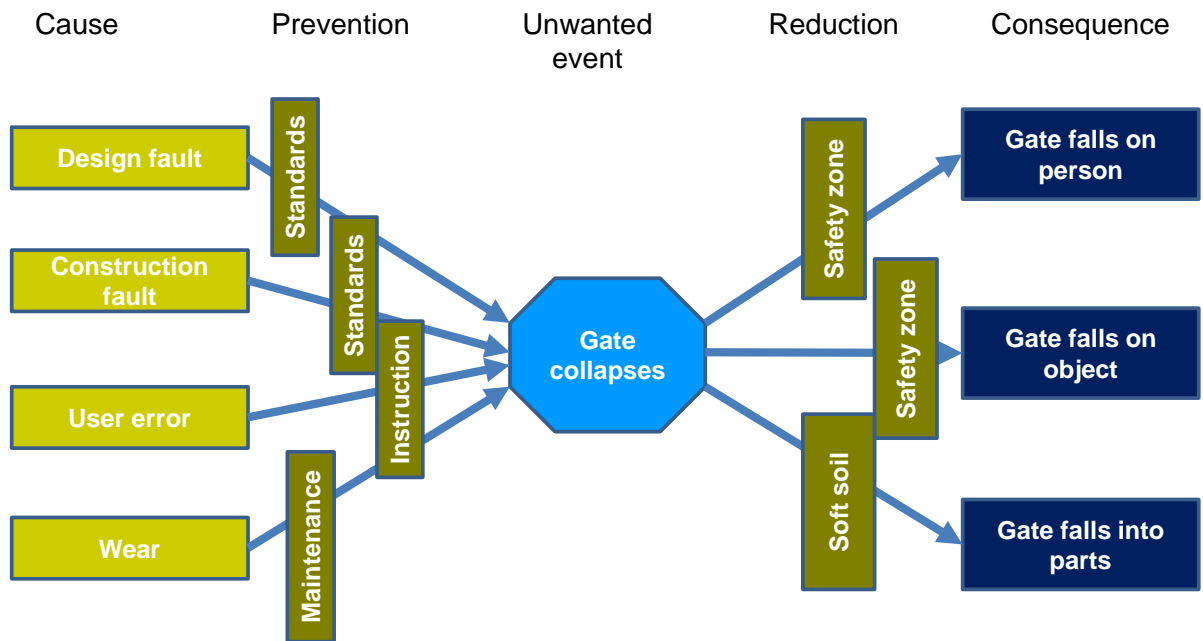 Cause
Prevention
Unwanted
event
Reduction
Consequence
Design fault
Construction
fault
User error
Wear
Standards
Standards
Instruction
Maintenance
Gate
collapses
Safety zone
Safety zone
Soft soil
Gate falls on
person
Gate falls on
object
Gate falls into
parts